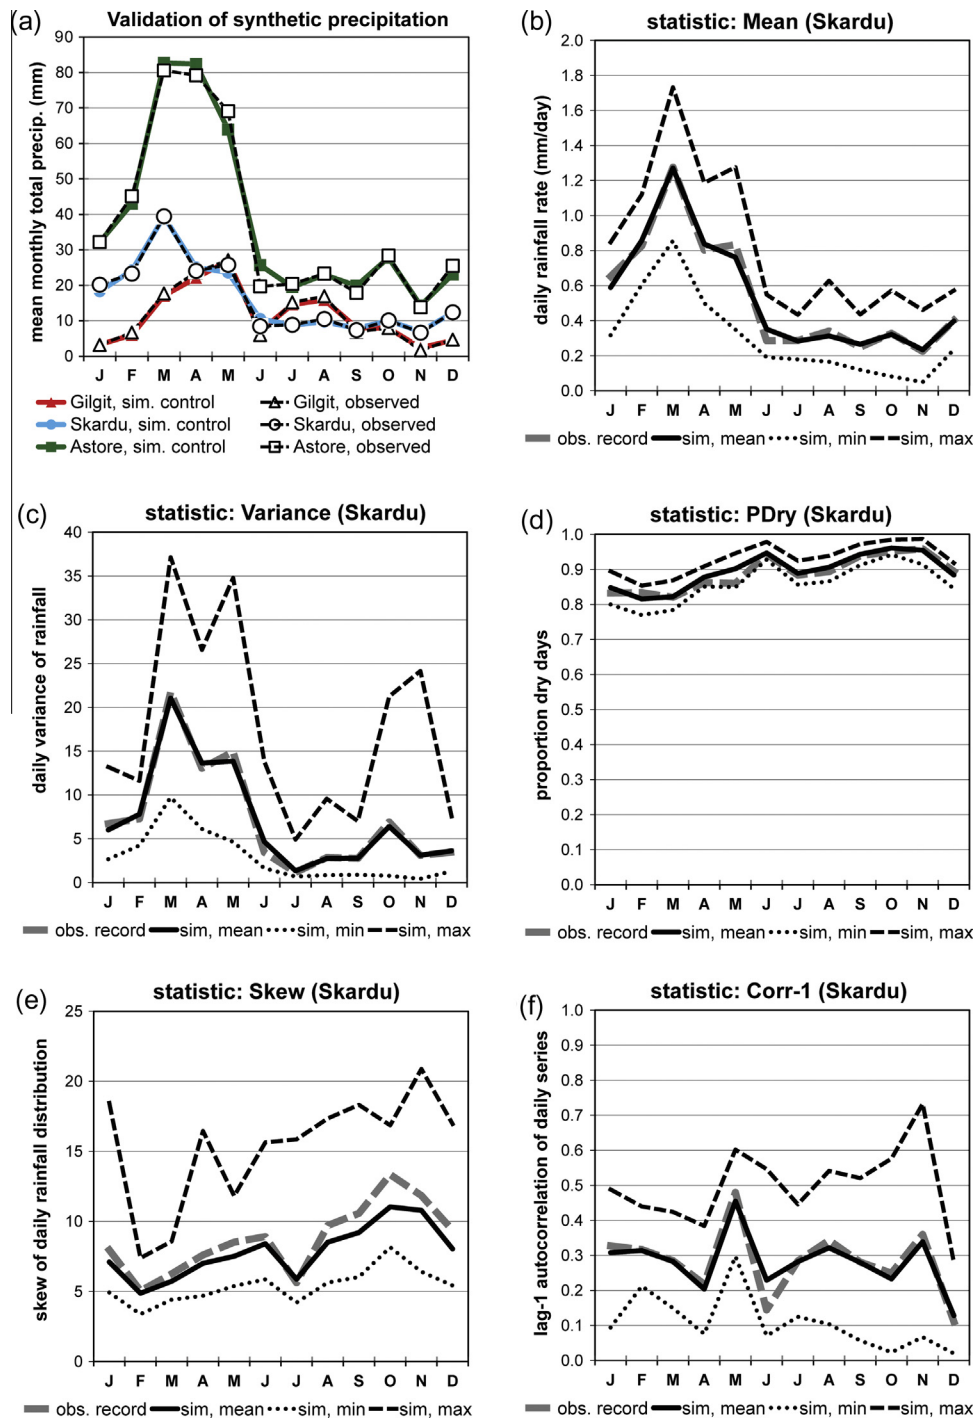 (a)
Validation of synthetic precipitation
mean monthly total precip. (mm)
90
80
70
60
50
40
30
20
10
0
J F M A M J J A S O N D
Gilgit, sim. control
Gilgit, observed
Skardu, sim. control
Skardu, observed
Astore, sim. control
Astore, observed
(b)
statistic: Mean (Skardu)
daily rainfall rate (mm/day)
2.0
1.8
1.6
1.4
1.2
1.0
0.8
0.6
0.4
0.2
0.0
J F M A M J J A S O N D
obs. record sim, mean sim, min sim, max
(c)
statistic: Variance (Skardu)
daily variance of rainfall
40
35
30
25
20
15
10
5
0
J F M A M J J A S O N D
obs. record sim, mean sim, min sim, max
(d)
statistic: PDry (Skardu)
proportion dry days
1.0
0.9
0.8
0.7
0.6
0.5
0.4
0.3
0.2
0.1
0.0
J F M A M J J A S O N D
obs. record sim, mean sim, min sim, max
(e)
statistic: Skew (Skardu)
skew of daily rainfall distribution
25
20
15
10
5
0
J F M A M J J A S O N D
obs. record sim, mean sim, min sim, max
(f)
statistic: Corr-1 (Skardu)
lag-1 autocorrelation of daily series
1.0
0.9
0.8
0.7
0.6
0.5
0.4
0.3
0.2
0.1
0.0
J F M A M J J A S O N D
obs. record sim, mean sim, min sim, max